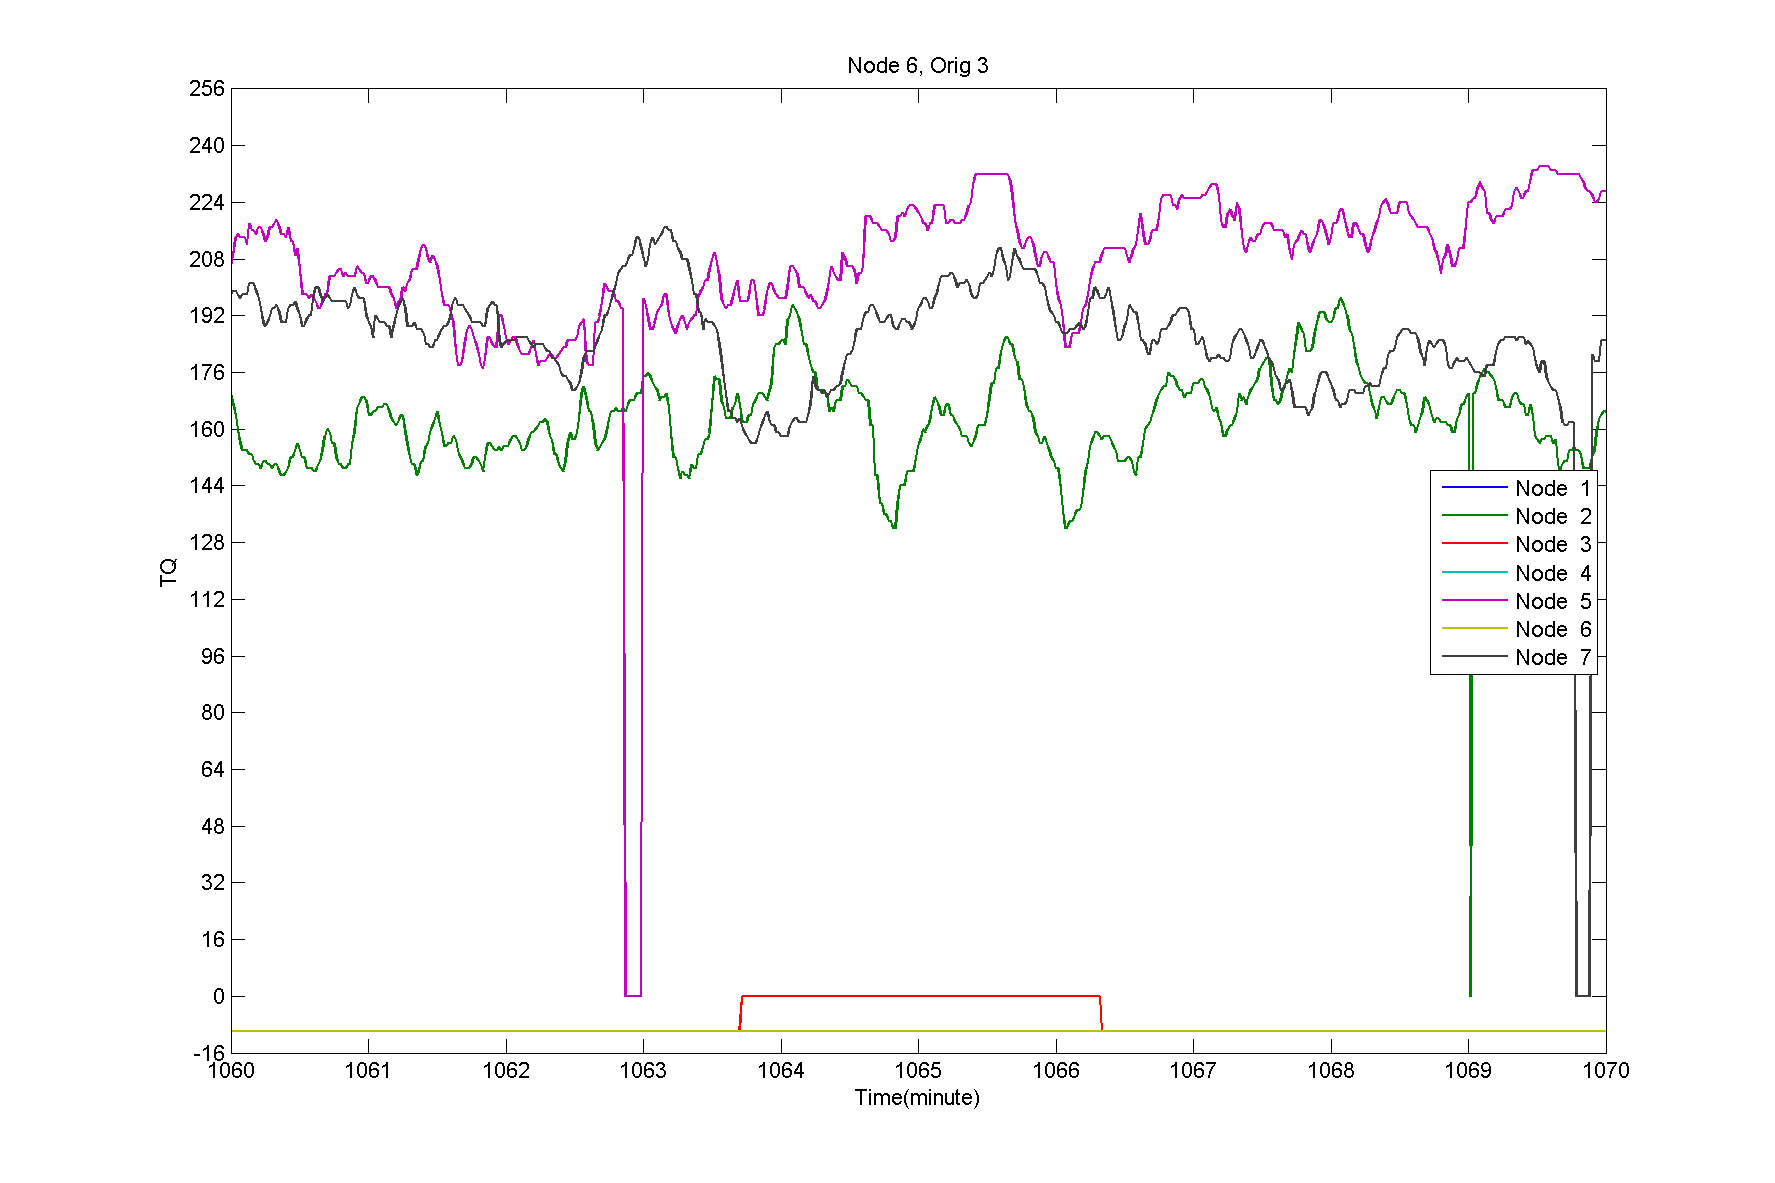 Node 6, Orig 3
256
240
224
208
192
176
160
144
128
112
96
80
64
48
32
16
0
-16
TQ
Node 1
Node 2
Node 3
Node 4
Node 5
Node 6
Node 7
1060 1061 1062 1063 1064 1065 1066 1067 1068 1069 1070
Time(minute)